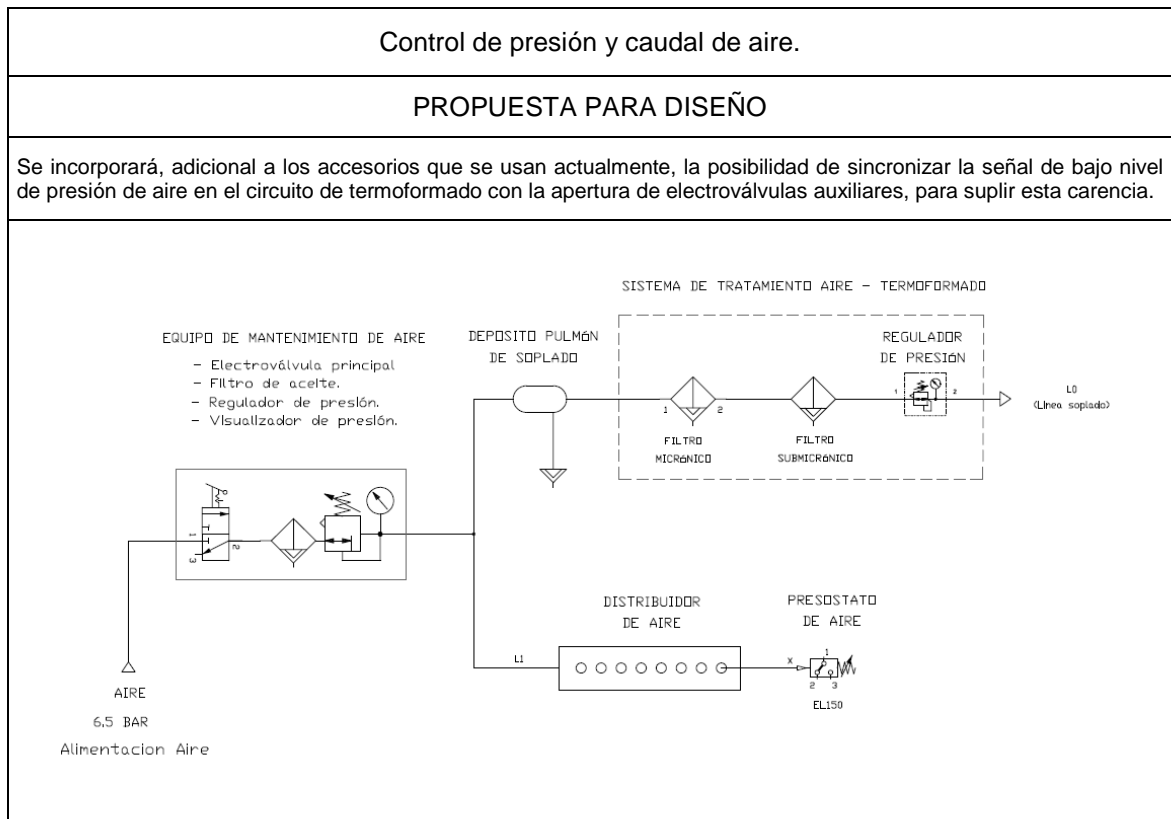 Control de presión y caudal de aire.
PROPUESTA PARA DISEÑO
Se incorporará, adicional a los accesorios que se usan actualmente, la posibilidad de sincronizar la señal de bajo nivel
de presión de aire en el circuito de termoformado con la apertura de electroválvulas auxiliares, para suplir esta carencia.
SISTEMA DE TRATAMIENTO AIRE - TERMOFORMADO
EQUIPO DE MANTENIMIENTO DE AIRE
- Electroválvula principal
- Filtro de aceite.
- Regulador de presión.
- Visualizador de presión.
DEPOSITO PULMóN
DE SOPLADO
REGULADOR
DE PRESIóN
1
2
FILTRO
MICRóNICO
FILTRO
SUBMICRóNICO
1
2
L0
(Linea soplado)
1
2
3
DISTRIBUIDOR
DE AIRE
PRESOSTATO
DE AIRE
L1
X
1
2 3
EL150
AIRE
6.5 BAR
Alimentacion Aire